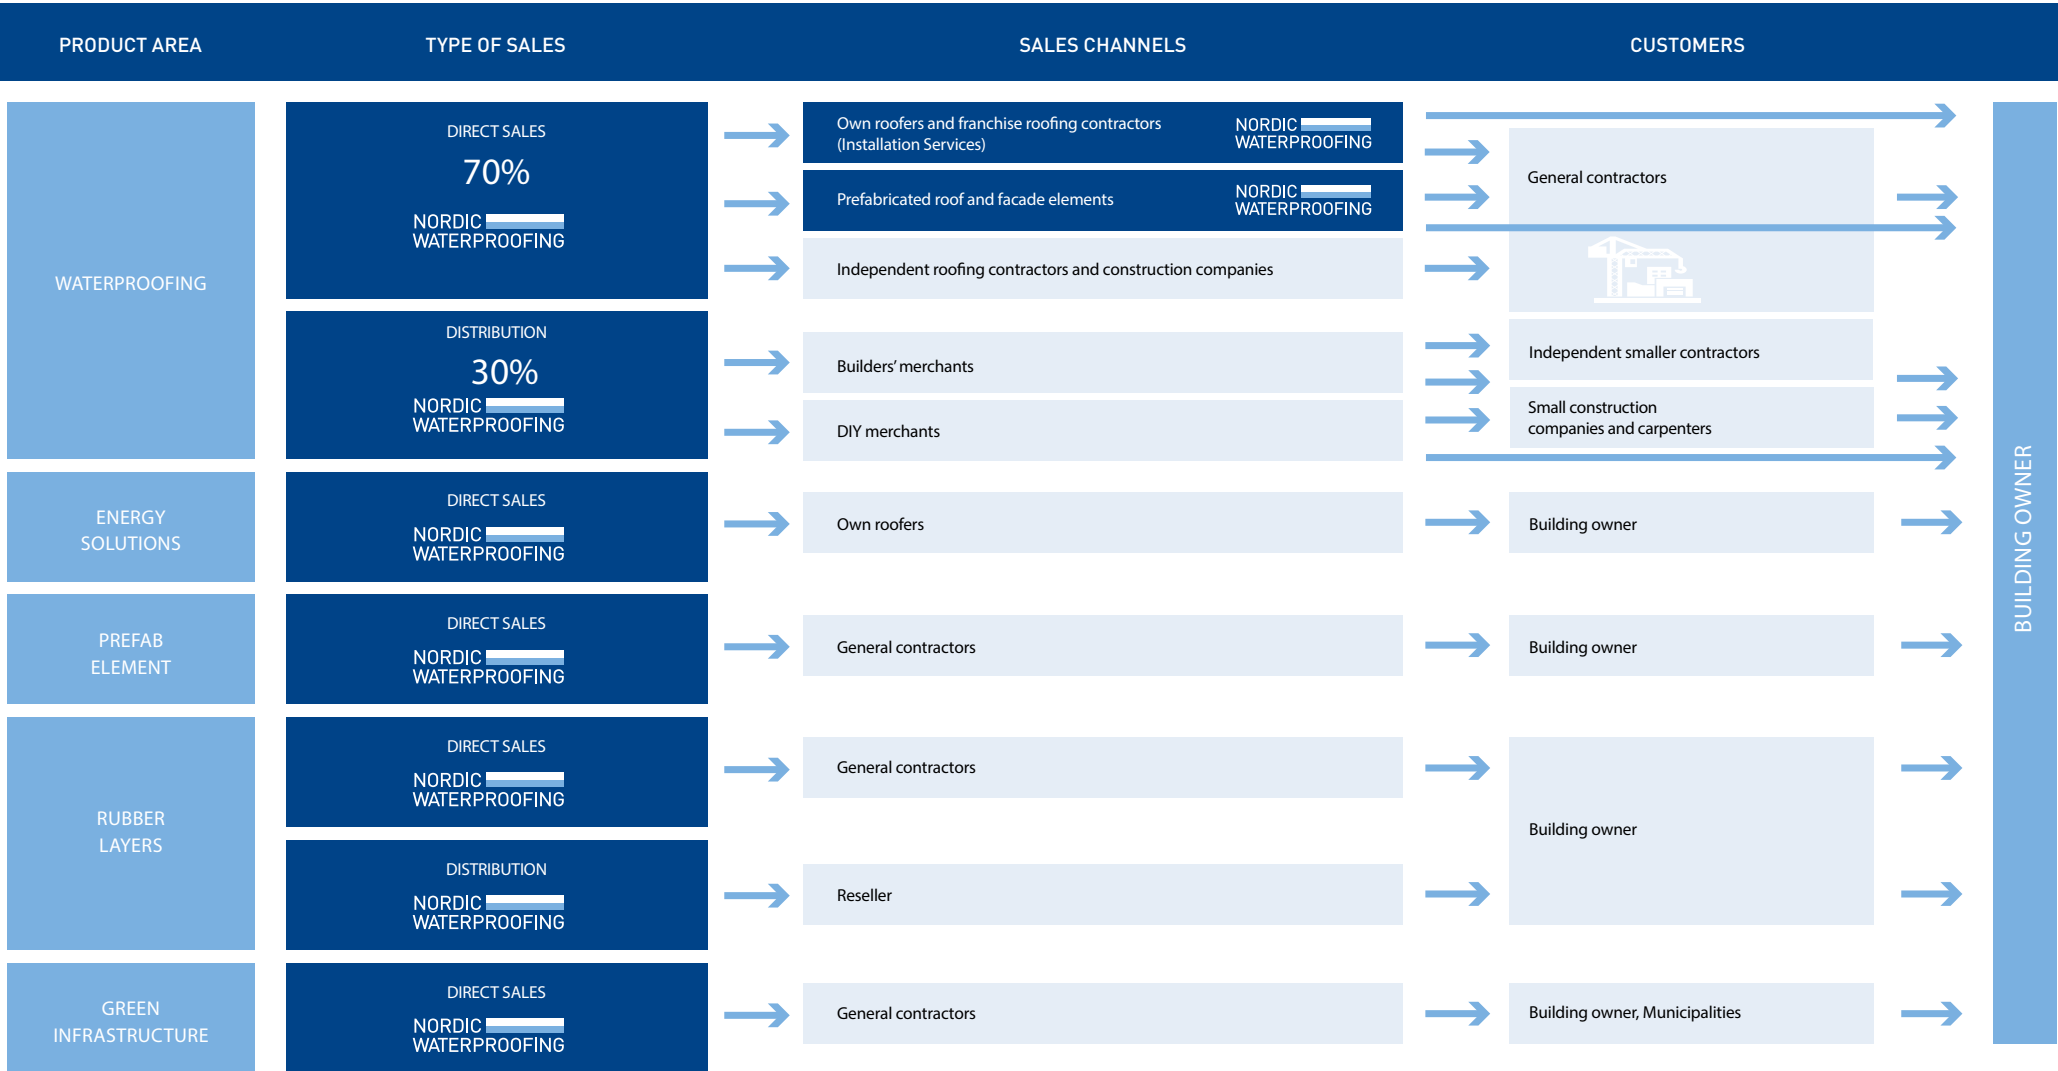 PRODUCT AREA
TYPE OF SALES
SALES CHANNELS
CUSTOMERS
WATERPROOFING
DIRECT SALES
70%
NORDIC
WATERPROOFING
Own roofers and franchise roofing contractors
(Installation Services)
NORDIC
WATERPROOFING
Prefabricated roof and facade elements
NORDIC
WATERPROOFING
Independent roofing contractors and construction companies
General contractors
DISTRIBUTION
30%
NORDIC
WATERPROOFING
Builders' merchants
DIY merchants
Independent smaller contractors
Small construction
companies and carpenters
ENERGY
SOLUTIONS
DIRECT SALES
NORDIC
WATERPROOFING
Own roofers
Building owner
PREFAB
ELEMENT
DIRECT SALES
NORDIC
WATERPROOFING
General contractors
Building owner
RUBBER
LAYERS
DIRECT SALES
NORDIC
WATERPROOFING
General contractors
DISTRIBUTION
NORDIC
WATERPROOFING
Reseller
Building owner
GREEN
INFRASTRUCTURE
DIRECT SALES
NORDIC
WATERPROOFING
General contractors
Building owner, Municipalities
BUILDING OWNER